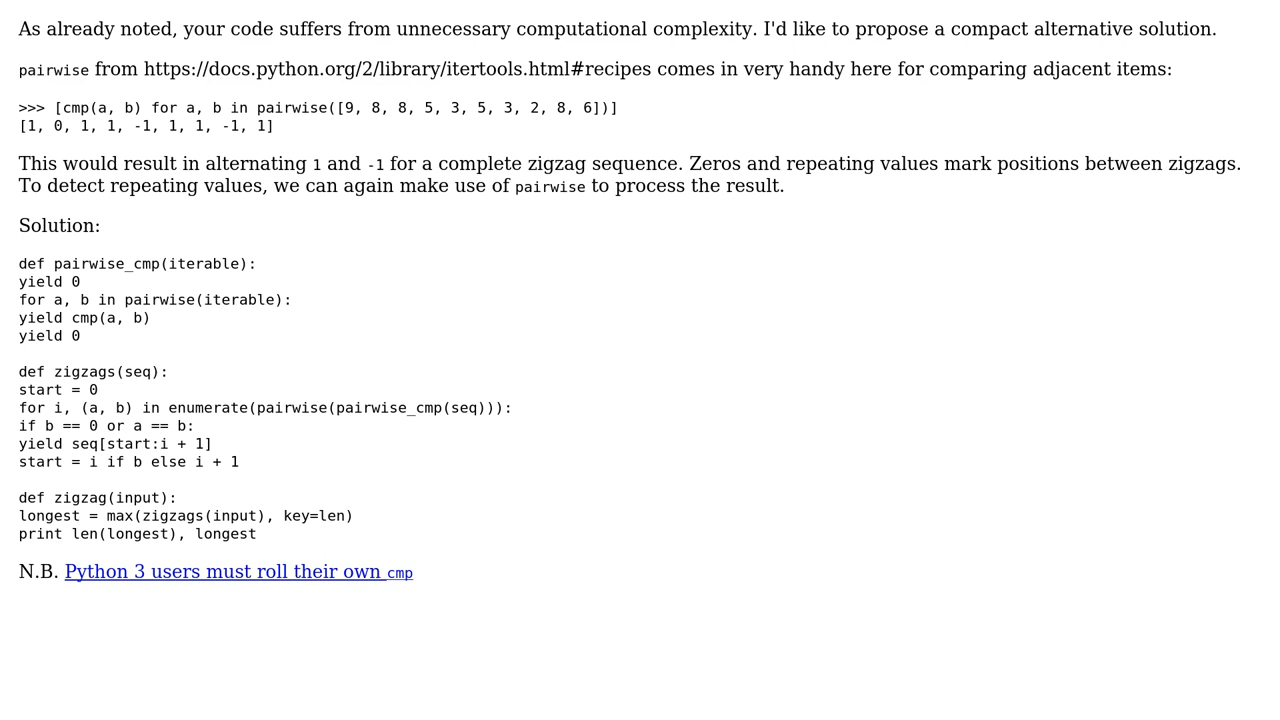 As already noted, your code suffers from unnecessary computational complexity. I'd like to propose a compact alternative solution.
pairwise from https://docs.python.org/2/library/itertools.html#recipes comes in very handy here for comparing adjacent items:
>>> [cmp(a, b) for a, b in pairwise([9, 8, 8, 5, 3, 5, 3, 2, 8, 6])]
[1, 0, 1, 1, -1, 1, 1, -1, 1]
This would result in alternating 1 and -1 for a complete zigzag sequence. Zeros and repeating values mark positions between zigzags.
To detect repeating values, we can again make use of pairwise to process the result.
Solution:
def pairwise_cmp(iterable):
yield 0
for a, b in pairwise(iterable):
yield cmp(a, b)
yield 0
def zigzags(seq):
start = 0
for i, (a, b) in enumerate(pairwise(pairwise_cmp(seq))):
if b == 0 or a == b:
yield seq[start:i + 1]
start = i if b else i + 1
def zigzag(input):
longest = max(zigzags(input), key=len)
print len(longest), longest
N.B. Python 3 users must roll their own cmp